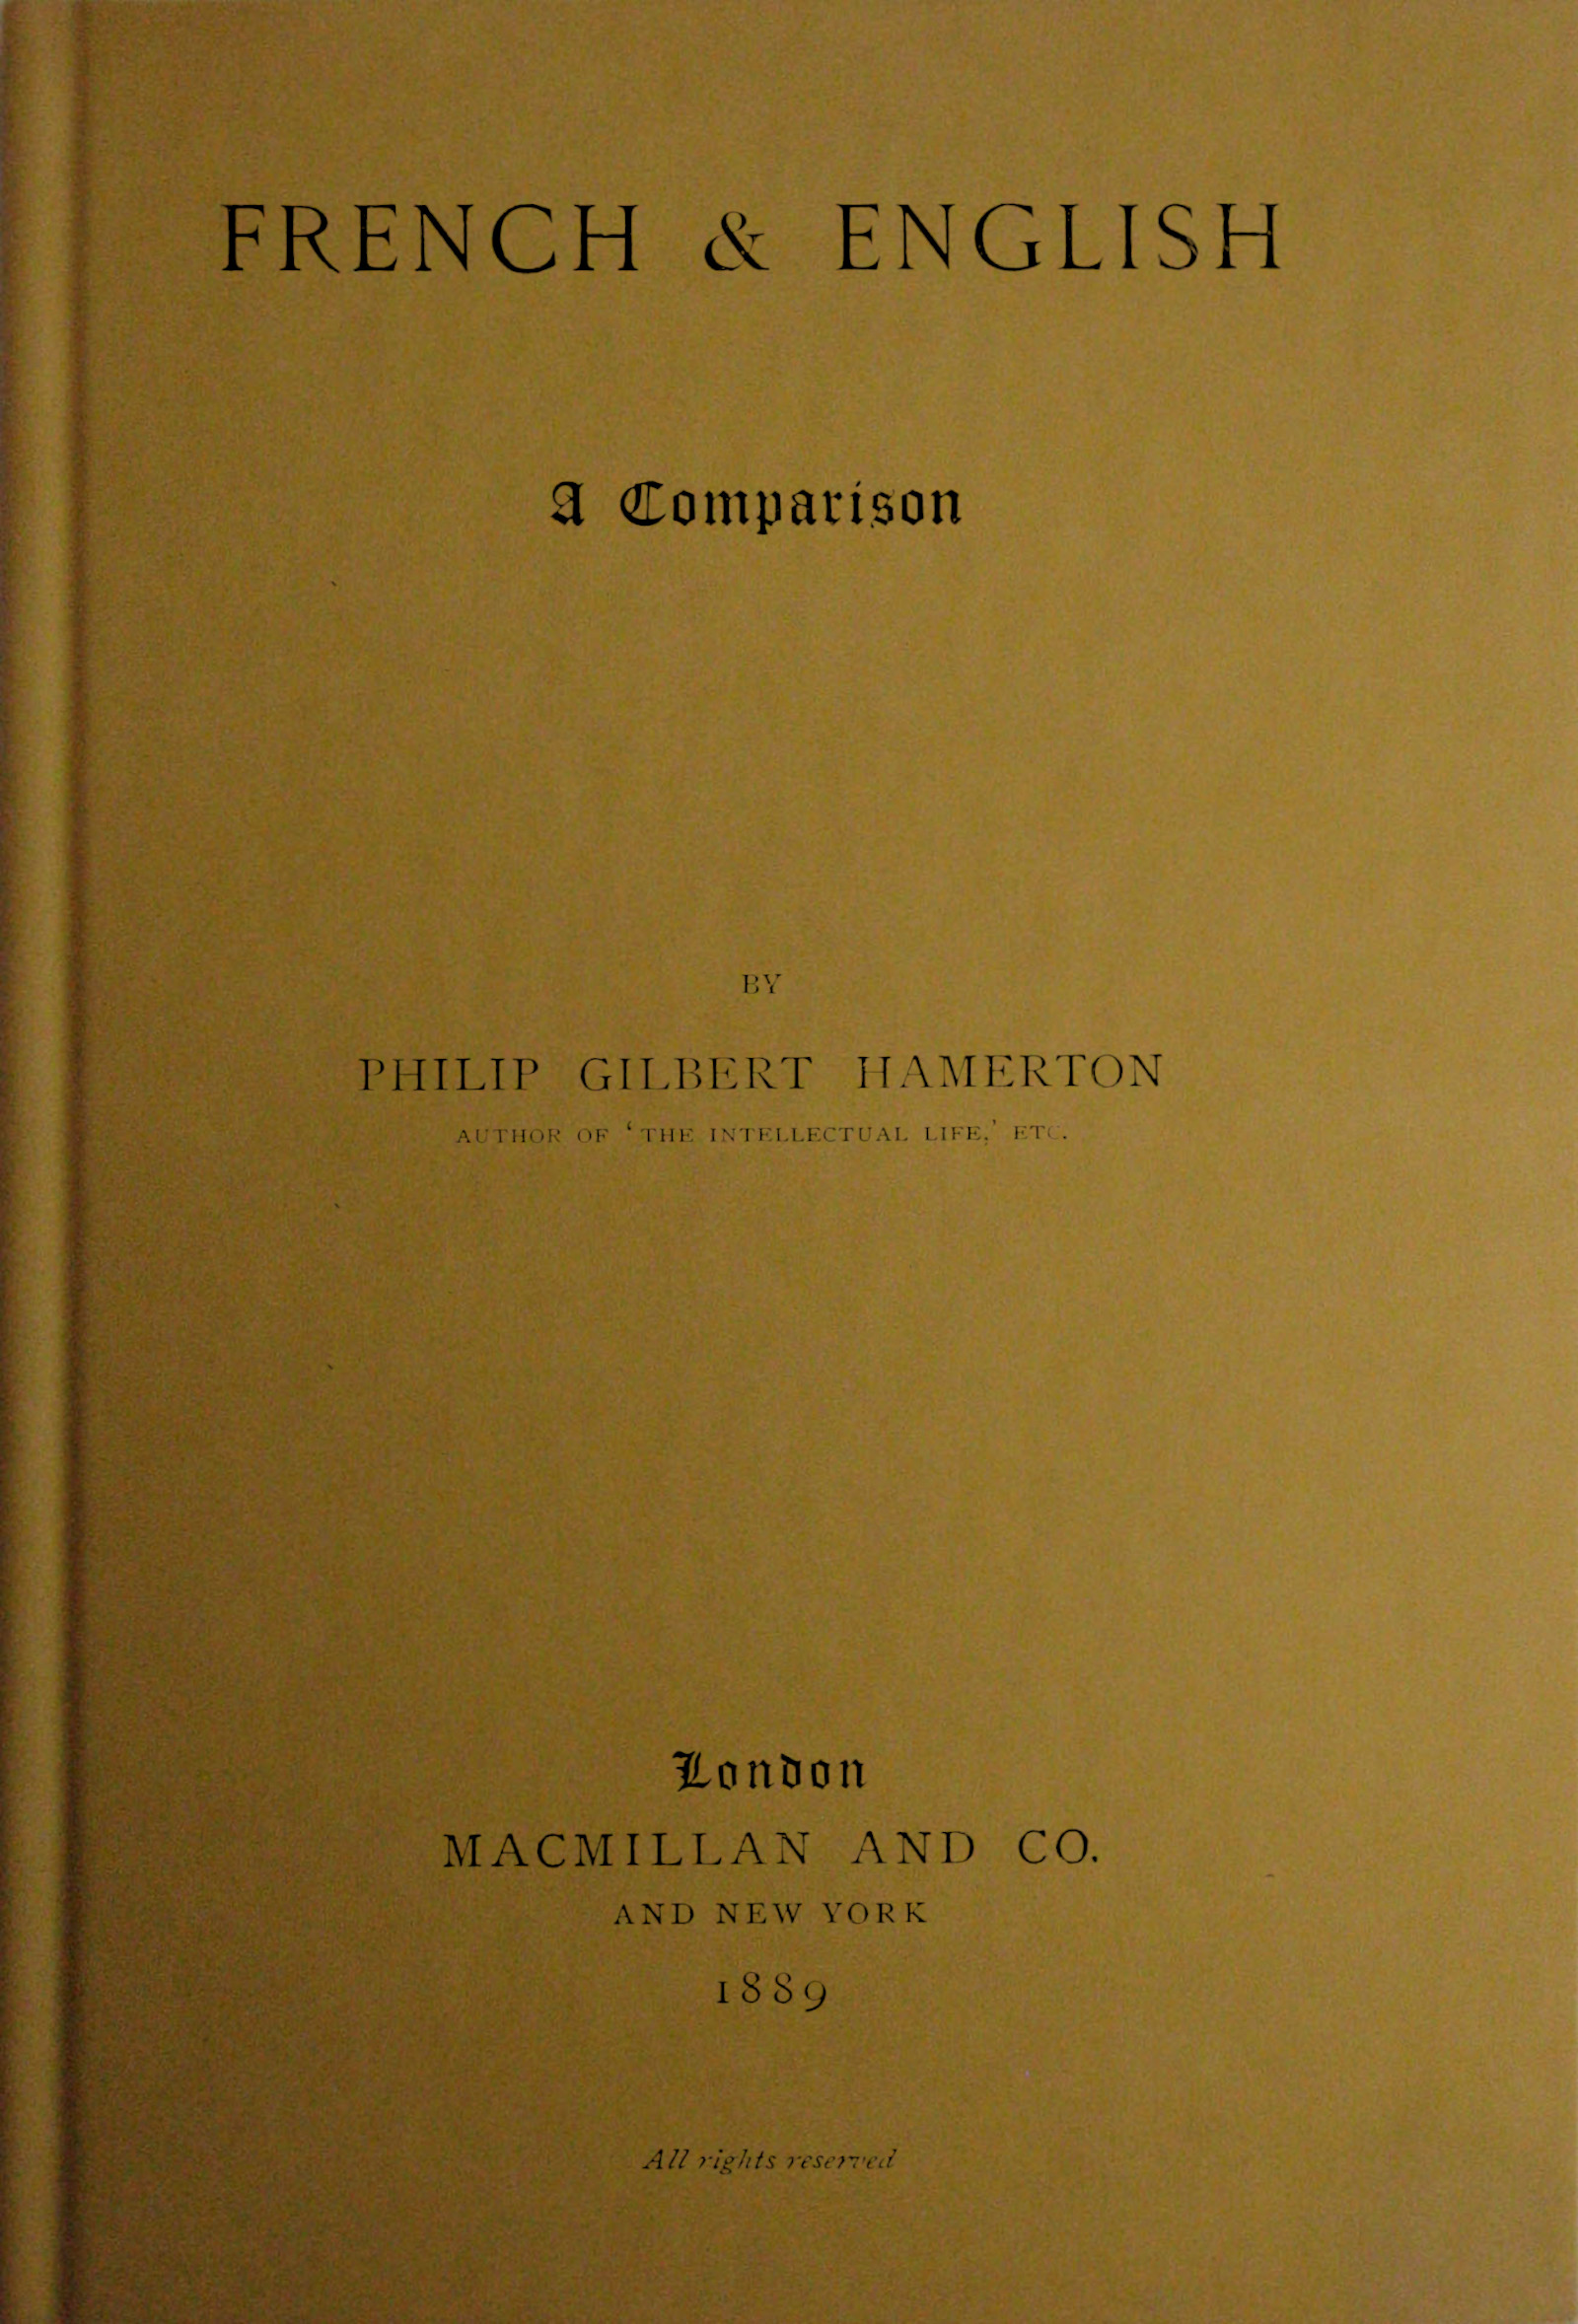 FRENCH & ENGLISH
A Comparison
BY
PHILIP GILBERT HAMERTON
AUTHOR OF ‘THE INTELLECTUAL LIFE,’ ETC.
London
MACMILLAN AND CO.
AND NEW YORK
1889
All rights reserved